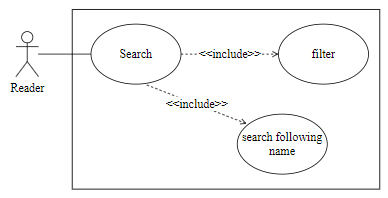 Search
<<include>>
filter
Reader
<<include>>
search following
name